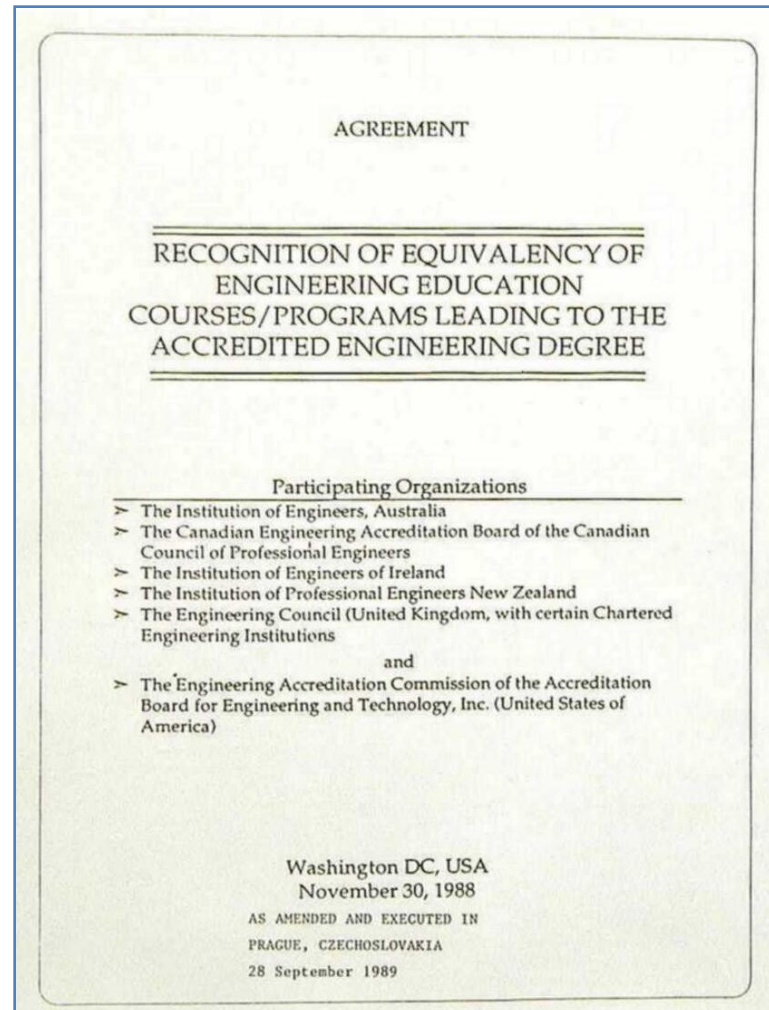 AGREEMENT
RECOGNITION OF EQUIVALENCY OF
ENGINEERING EDUCATION
COURSES/PROGRAMS LEADING TO THE
ACCREDITED ENGINEERING DEGREE
Participating Organizations
➢ The Institution of Engineers, Australia
➢ The Canadian Engineering Accreditation Board of the Canadian
Council of Professional Engineers
➢ The Institution of Engineers of Ireland
➢ The Institution of Professional Engineers New Zealand
➢ The Engineering Council (United Kingdom, with certain Chartered
Engineering Institutions
and
➢ The Engineering Accreditation Commission of the Accreditation
Board for Engineering and Technology, Inc. (United States of
America)
Washington DC, USA
November 30, 1988
AS AMENDED AND EXECUTED IN
PRAGUE, CZECHOSLOVAKIA
28 September 1989